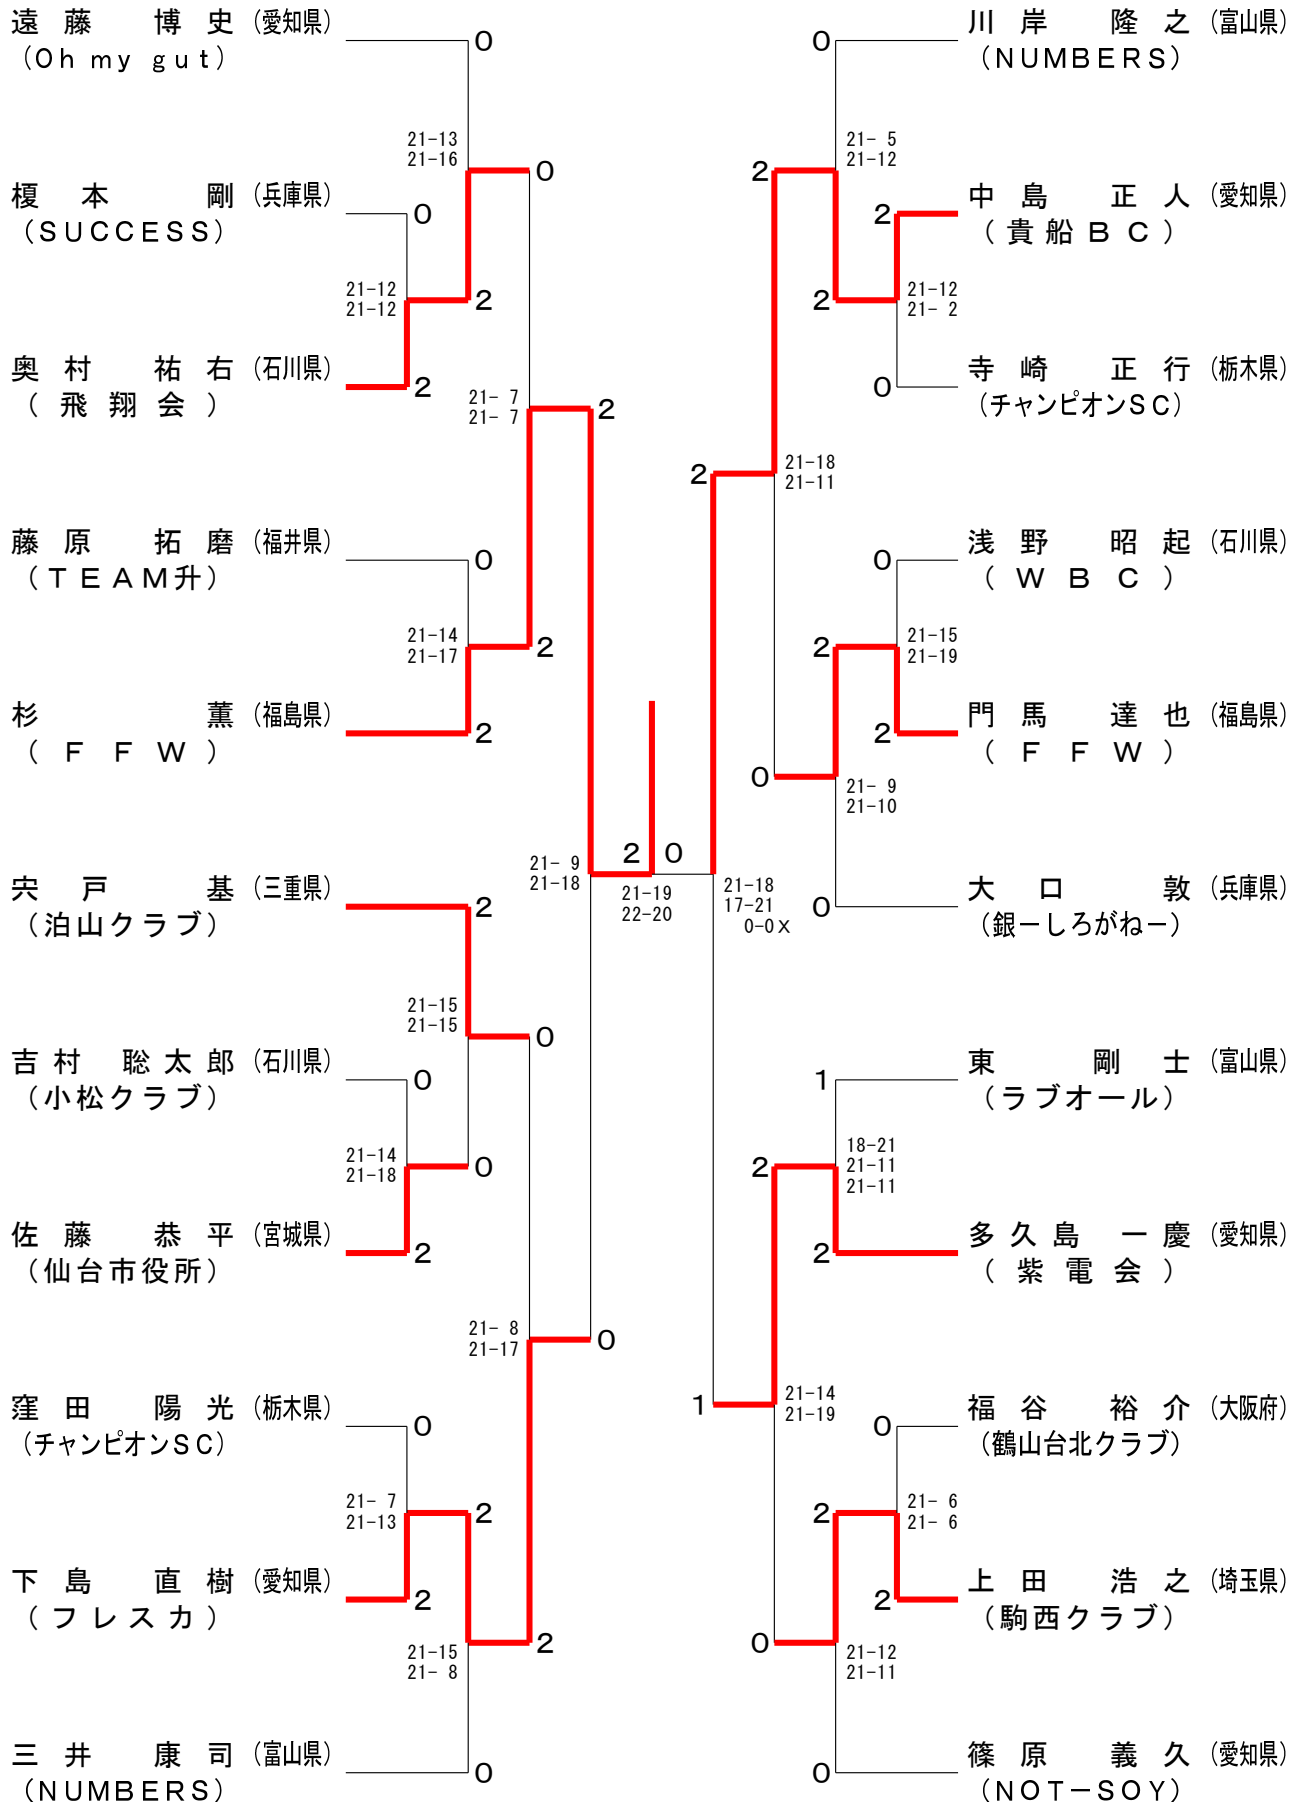 遠藤 博史 (愛知県)
(Oh my gut)
0
21-13
21-16
0
榎本 剛 (兵庫県)
(SUCCESS)
0
21-12
21-12
2
奥村 祐右 (石川県)
(飛翔会)
2
21- 7
21- 7
2
藤原 拓磨 (福井県)
(TEAM升)
0
21-14
21-17
2
杉 薫 (福島県)
(FFW)
2
21- 9
21-18
2
0
21-19
22-20
宍戸 基 (三重県)
(泊山クラブ)
2
21-15
21-15
0
吉村 聡太郎 (石川県)
(小松クラブ)
0
21-14
21-18
0
佐藤 恭平 (宮城県)
(仙台市役所)
2
21- 8
21-17
0
窪田 陽光 (栃木県)
(チャンピオンSC)
0
21- 7
21-13
2
下島 直樹 (愛知県)
(フレスカ)
2
21-15
21- 8
2
三井 康司 (富山県)
(NUMBERS)
0
川岸 隆之 (富山県)
(NUMBERS)
0
21- 5
21-12
2
中島 正人 (愛知県)
(貴船BC)
2
21-12
21- 2
2
寺崎 正行 (栃木県)
(チャンピオンSC)
0
21-18
21-11
2
浅野 昭起 (石川県)
(WBC)
0
21-15
21-19
2
門馬 達也 (福島県)
(FFW)
2
0
21- 9
21-10
大口 敦 (兵庫県)
(銀ーしろがねー)
0
21-18
17-21
0-0X
東 剛士 (富山県)
(ラブオール)
1
18-21
21-11
21-11
2
多久島 一慶 (愛知県)
(紫電会)
2
21-14
21-19
1
福谷 裕介 (大阪府)
(鶴山台北クラブ)
0
21- 6
21- 6
2
上田 浩之 (埼玉県)
(駒西クラブ)
2
21-12
21-11
0
篠原 義久 (愛知県)
(NOT－SOY)
0